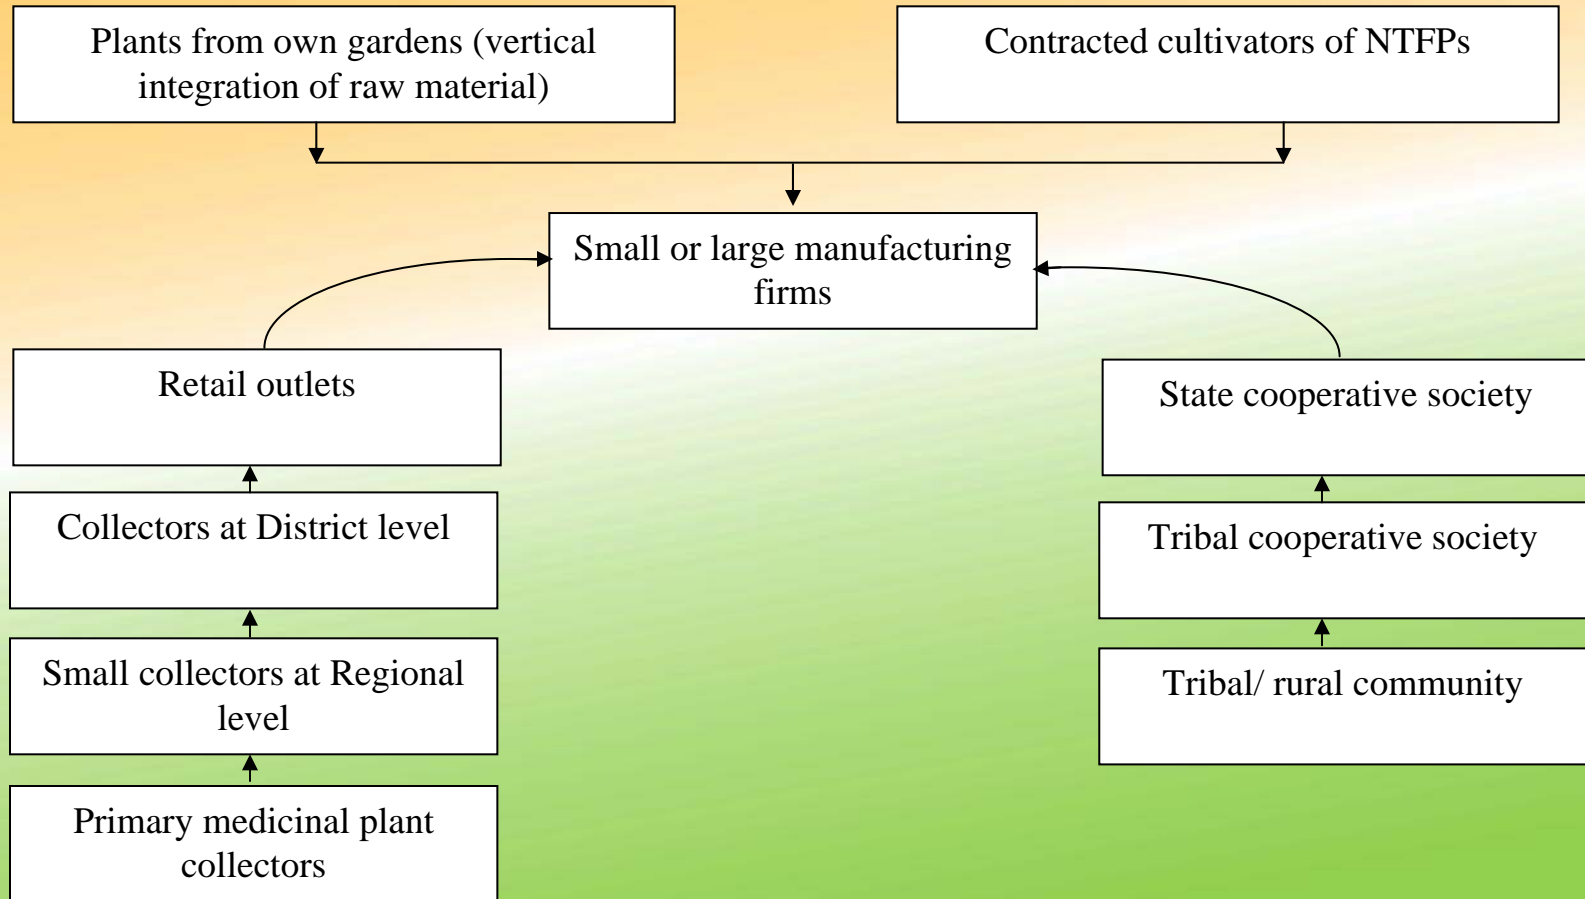 Plants from own gardens (vertical
integration of raw material)
Contracted cultivators of NTFPs
Small or large manufacturing
firms
Retail outlets
State cooperative society
Collectors at District level
Tribal cooperative society
Small collectors at Regional
level
Tribal/ rural community
Primary medicinal plant
collectors